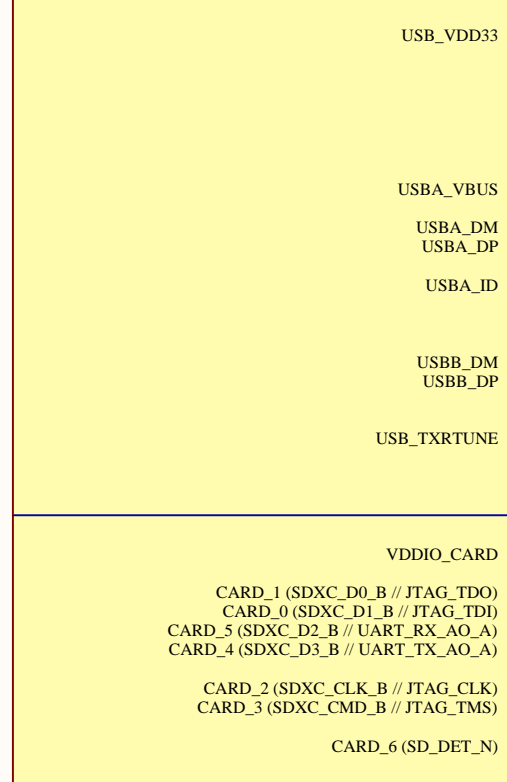 USB_VDD33
USBA_VBUS
USBA_DM
USBA_DP
USBA_ID
USBB_DM
USBB_DP
USB_TXRTUNE
VDDIO_CARD
CARD_1 (SDXC_D0_B // JTAG_TDO)
CARD_0 (SDXC_D1_B // JTAG_TDI)
CARD_5 (SDXC_D2_B // UART_RX_AO_A)
CARD_4 (SDXC_D3_B // UART_TX_AO_A)
CARD_2 (SDXC_CLK_B // JTAG_CLK)
CARD_3 (SDXC_CMD_B // JTAG_TMS)
CARD_6 (SD_DET_N)